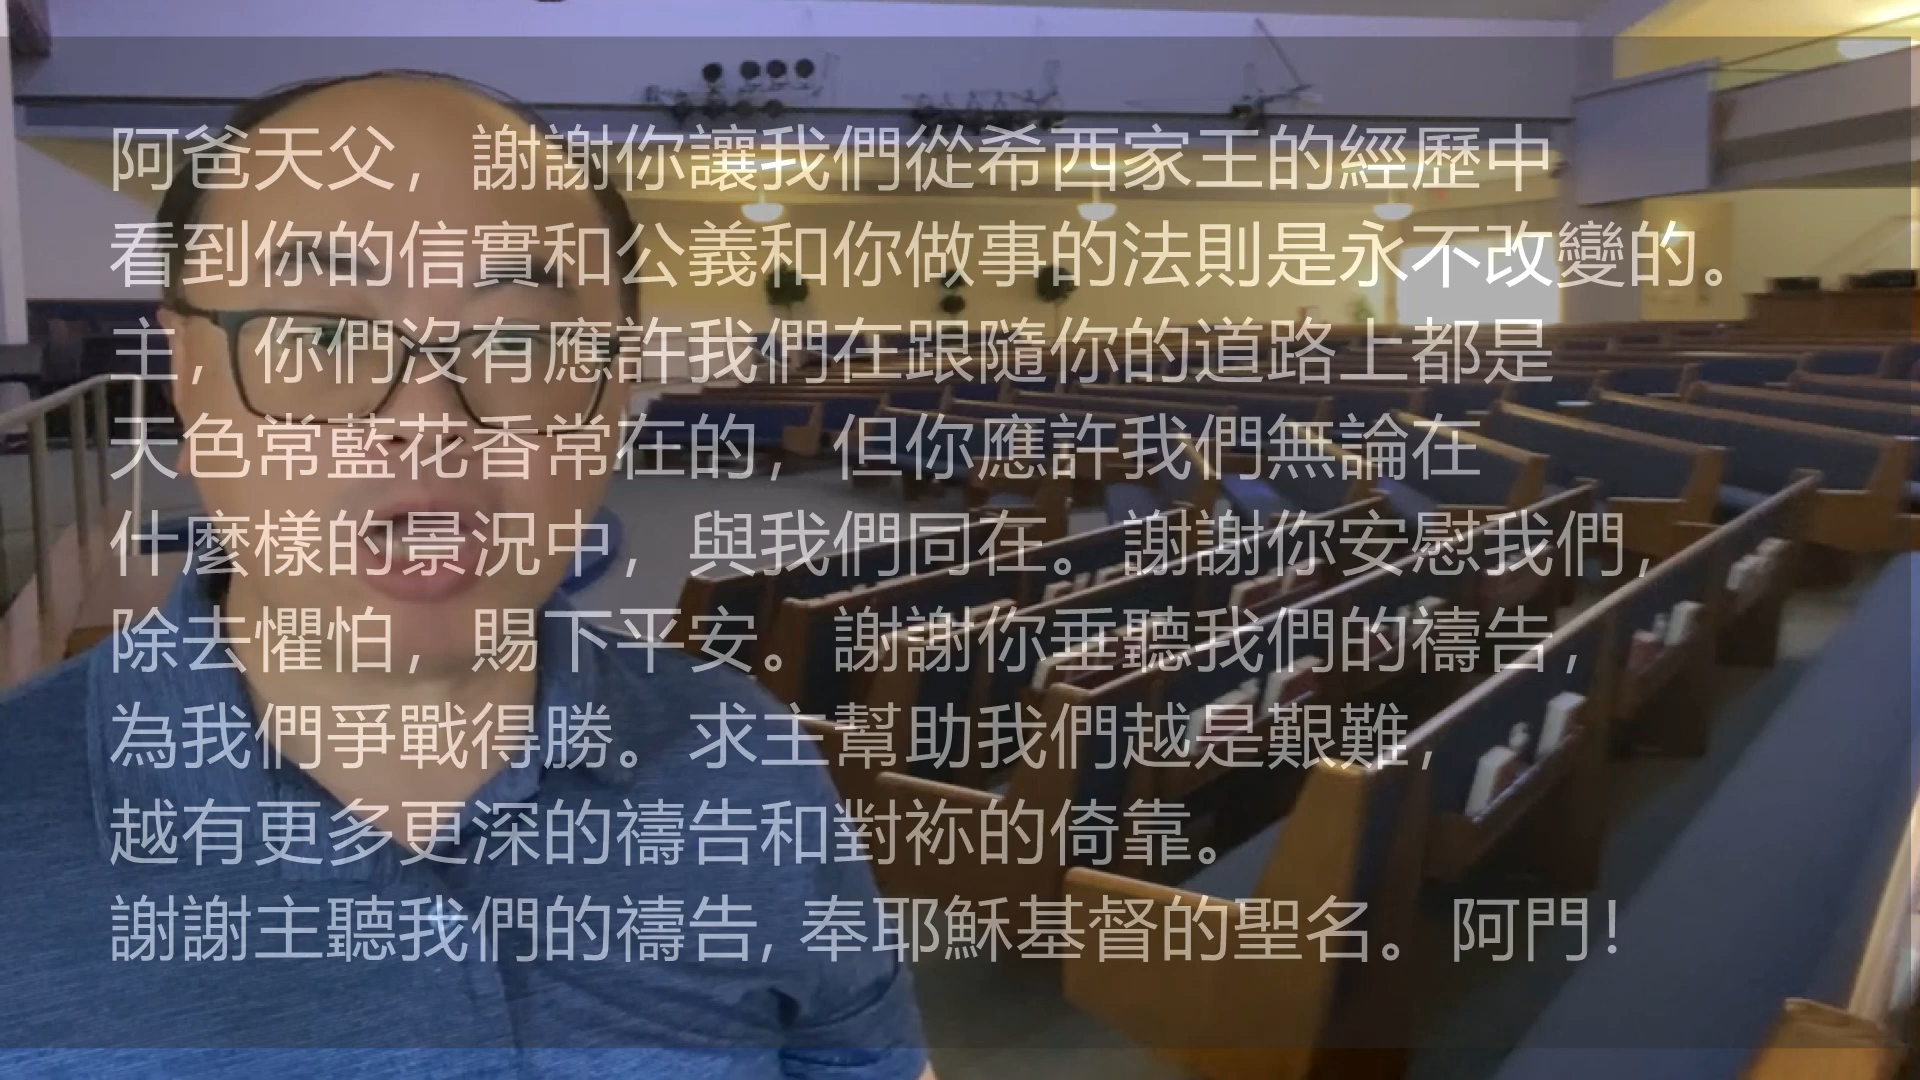 阿爸天父，謝謝你讓我們從希西家王的經歷中
看到你的信實和公義和你做事的法則是永不改變的。
主，你們沒有應許我們在跟隨你的道路上都是
天色常藍花香常在的，但你應許我們無論在
什麼樣的景況中，與我們同在。謝謝你安慰我們，
除去懼怕，賜下平安。謝謝你垂聽我們的禱告，
為我們爭戰得勝。求主幫助我們越是艱難，
越有更多更深的禱告和對祢的倚靠。
謝謝主聽我們的禱告, 奉耶穌基督的聖名。阿門！